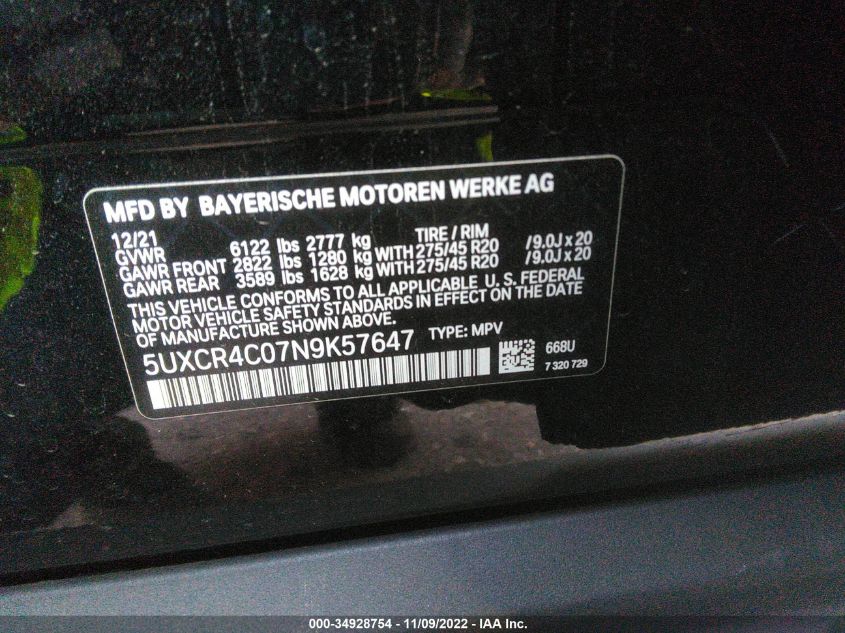 MFD BY BAYERISCHE MOTOREN WERKE AG
12/21 TIRE / RIM
GVWR 6122 lbs 2777 kg
GAWR FRONT 2822 lbs 1280 kg WITH 275/45 R20 /9.0J x 20
GAWR REAR 3589 lbs 1628 kg WITH 275/45 R20 /9.0J x 20
THIS VEHICLE CONFORMS TO ALL APPLICABLE U. S. FEDERAL
MOTOR VEHICLE SAFETY STANDARDS IN EFFECT ON THE DATE
OF MANUFACTURE SHOWN ABOVE.
5UXCR4C07N9K57647 TYPE: MPV
668U
7 320 729
000-34928754 - 11/09/2022 - IAA Inc.